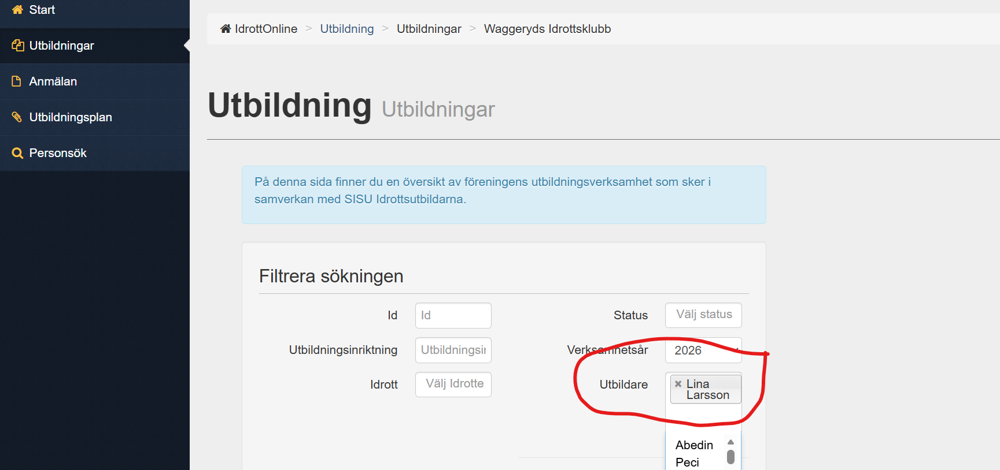 Start
Utbildningar
Anmälan
Utbildningsplan
Personsök
IdrottOnline > Utbildning > Utbildningar > Waggeryds Idrottsklubb
Utbildning Utbildningar
På denna sida finner du en översikt av föreningens utbildningsverksamhet som sker i
samverkan med SISU Idrottsutbildarna.
Filtrera sökningen
Id Id
Status Välj status
Utbildningsinriktning Utbildningsin
Verksamhetsår 2026
Idrott Välj Idrotte
Utbildare × Lina
Larsson
Abedin
Peci